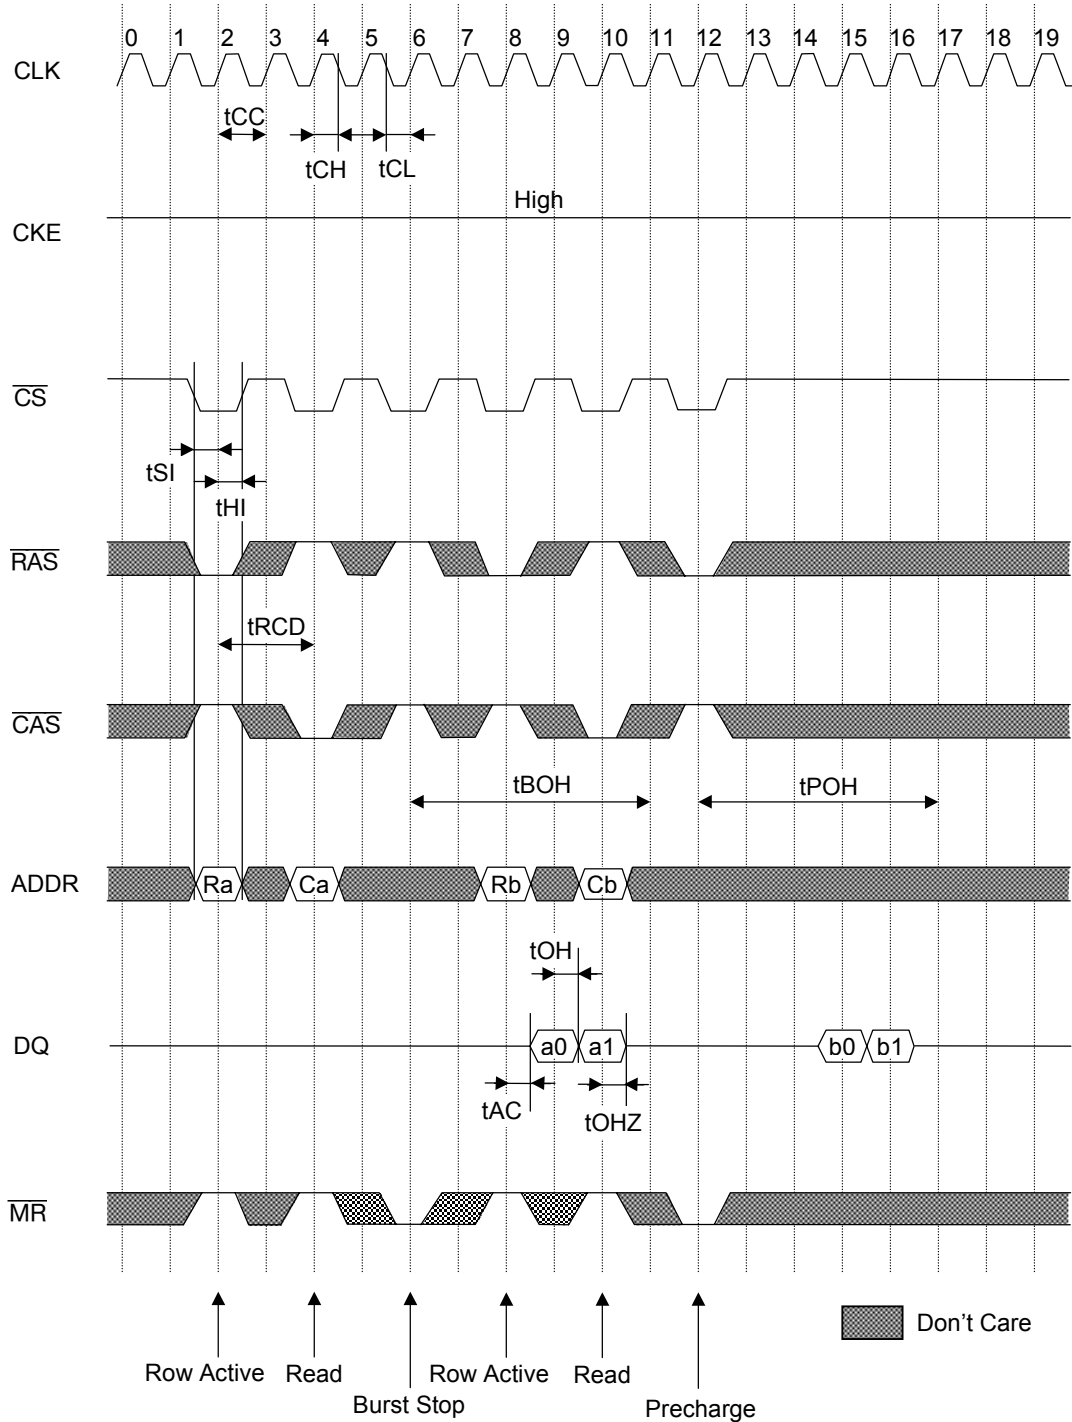 0 1 2 3 4 5 6 7 8 9 10 11 12 13 14 15 16 17 18 19
CLK
tCC
tCH tCL
High
CKE
CS
tSI
tHI
RAS
tRCD
CAS
tBOH tPOH
ADDR Ra Ca Rb Cb
tOH
DQ a0 a1 b0 b1
tAC tOHZ
MR
Don't Care
Row Active Read Row Active Read
Burst Stop Precharge